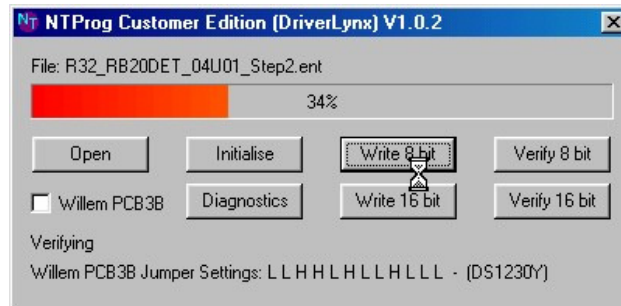 NT NTProg Customer Edition (DriverLynx) V1.0.2
File: R32_RB20DET_04U01_Step2.ent
34%
Open Initialise Write 8 bit Verify 8 bit
Willem PCB3B Diagnostics Write 16 bit Verify 16 bit
Verifying
Willem PCB3B Jumper Settings: L L H H L H L L H L L L - (DS1230Y)